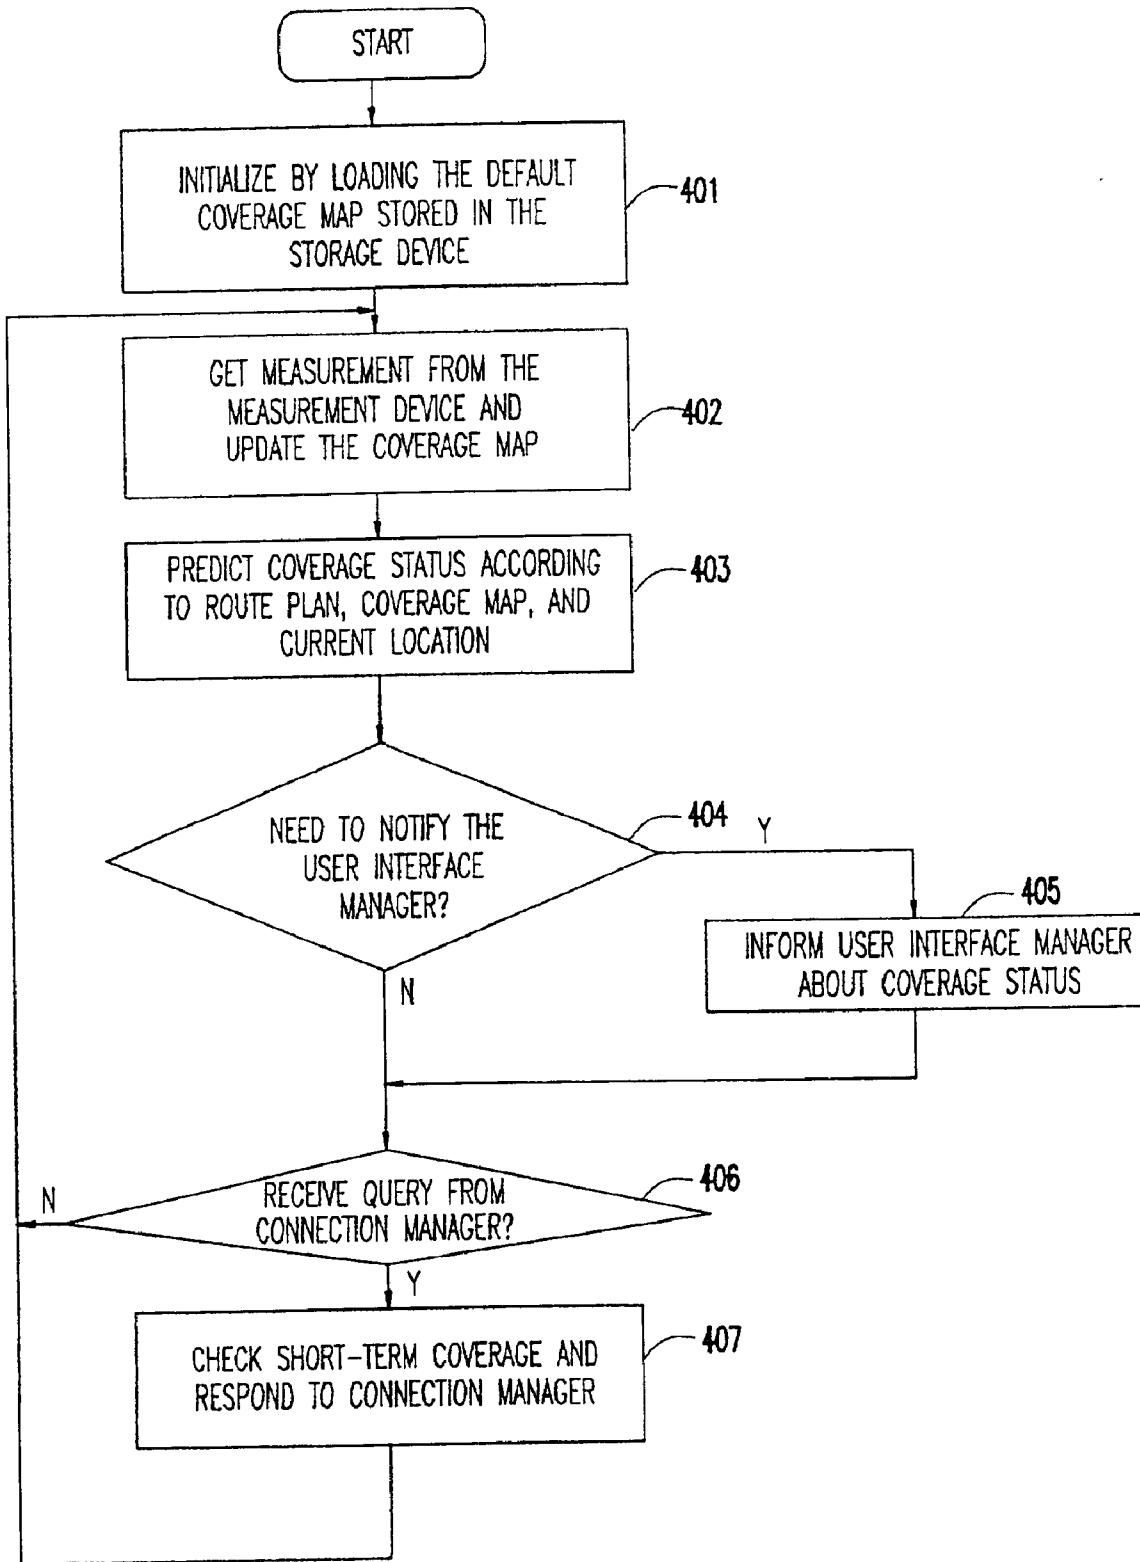 START
INITIALIZE BY LOADING THE DEFAULT
COVERAGE MAP STORED IN THE
STORAGE DEVICE
401
GET MEASUREMENT FROM THE
MEASUREMENT DEVICE AND
UPDATE THE COVERAGE MAP
402
PREDICT COVERAGE STATUS ACCORDING
TO ROUTE PLAN, COVERAGE MAP, AND
CURRENT LOCATION
403
NEED TO NOTIFY THE
USER INTERFACE
MANAGER?
404
Y
N
405
INFORM USER INTERFACE MANAGER
ABOUT COVERAGE STATUS
RECEIVE QUERY FROM
CONNECTION MANAGER?
406
N
Y
CHECK SHORT-TERM COVERAGE AND
RESPOND TO CONNECTION MANAGER
407